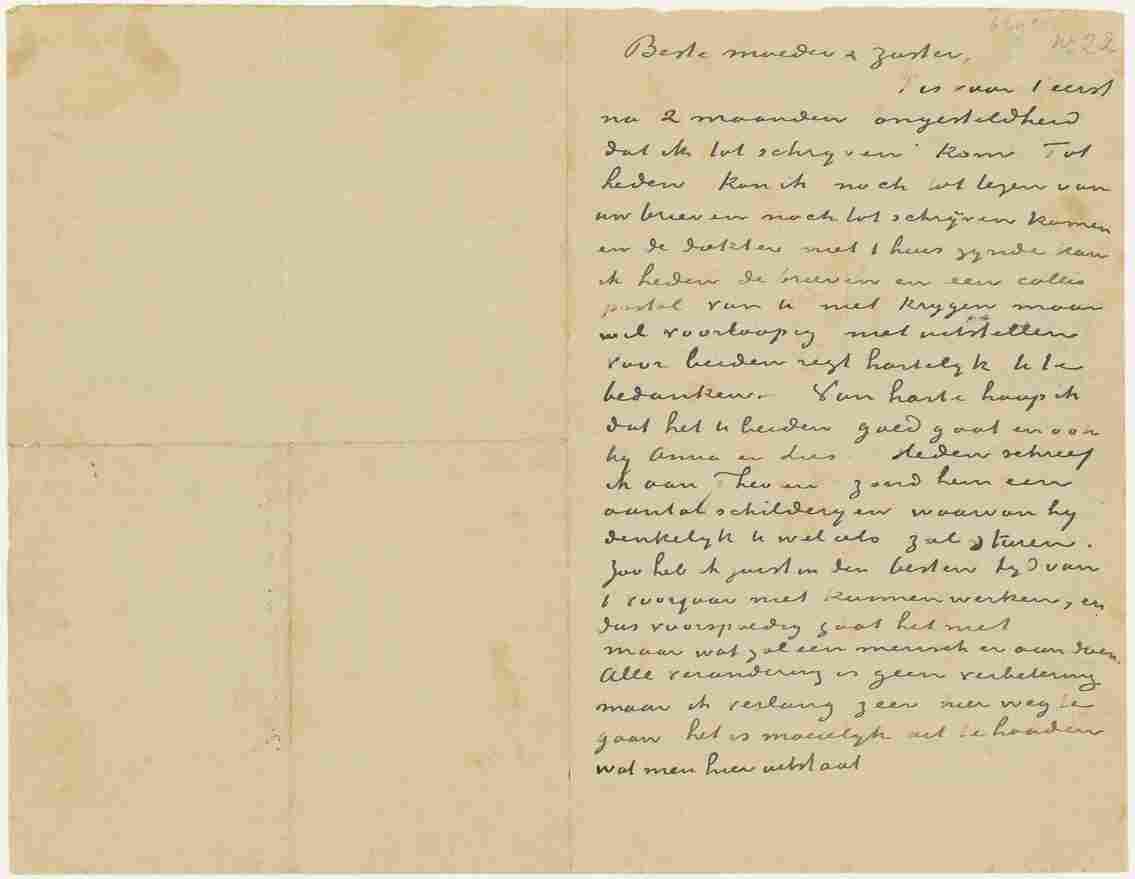 No 22
Beste moeder & zuster,
T is voor 't eerst
na 2 maanden ongesteldheid
dat ik tot schryven kom Tot
heden kon ik noch tot lezen van
uw brieven noch tot schrijven komen
en de dokter niet t huis zynde kan
ik heden de brieven en een collis
postal van U niet krygen maar
wil voorloopig niet uitstellen
voor beiden regt hartelyk U te
bedanken. Van harte hoop ik
dat het U beiden goed gaat en ook
by Anna en Lies Heden schreef
ik aan Theo en zond hem een
aantal schilderyen waarvan hy
denkelyk U wel iets zal sturen.
Zoo heb ik juist in den besten tyd van
t voorjaar niet kunnen werken, en
dus voorspoedig gaat het niet
maar wat zal een mensch er aan doen.
Alle verandering is geen verbetering
maar ik verlang zeer hier weg te
gaan het is moeielyk uit te houden
wat men hier uitstaat